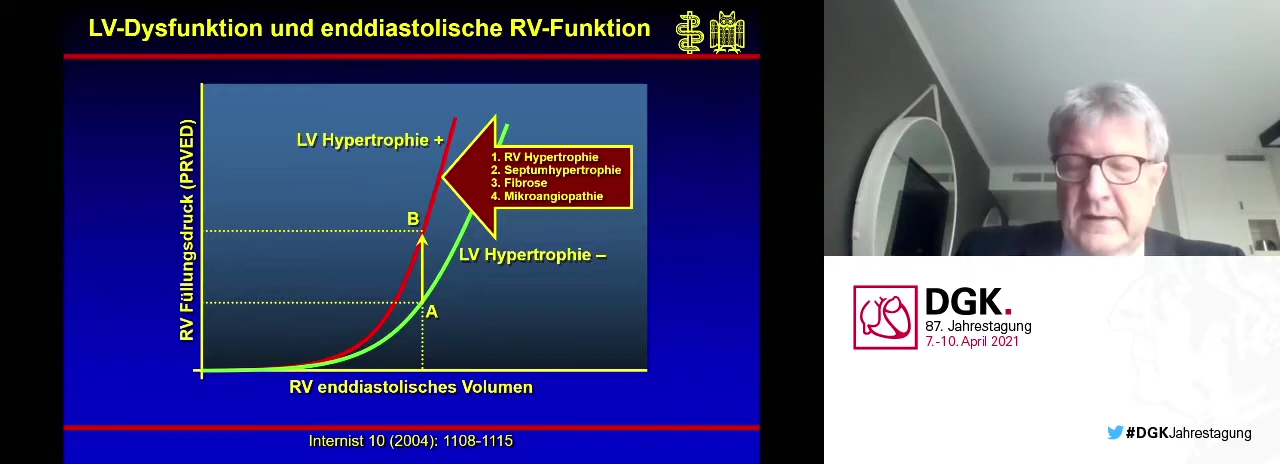 LV-Dysfunktion und enddiastolische RV-Funktion
RV Füllungsdruck (PRVED)
LV Hypertrophie +
1. RV Hypertrophie
2. Septumhypertrophie
3. Fibrose
4. Mikroangiopathie
B
LV Hypertrophie –
A
RV enddiastolisches Volumen
Internist 10 (2004): 1108-1115
DGK.
87. Jahrestagung
7.-10. April 2021
#DGKJahrestagung